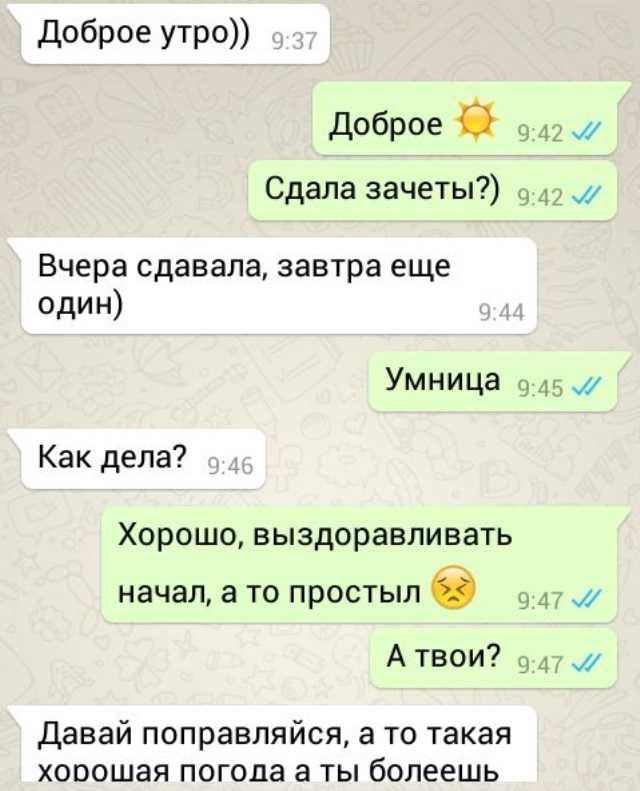 Доброе утро)) 9:37
Доброе ☀️ 9:42
Сдала зачеты?) 9:42
Вчера сдавала, завтра еще
один) 9:44
Умница 9:45
Как дела? 9:46
Хорошо, выздоравливать
начал, а то простыл 😣 9:47
А твои? 9:47
Давай поправляйся, а то такая
хорошая погода а ты болеешь